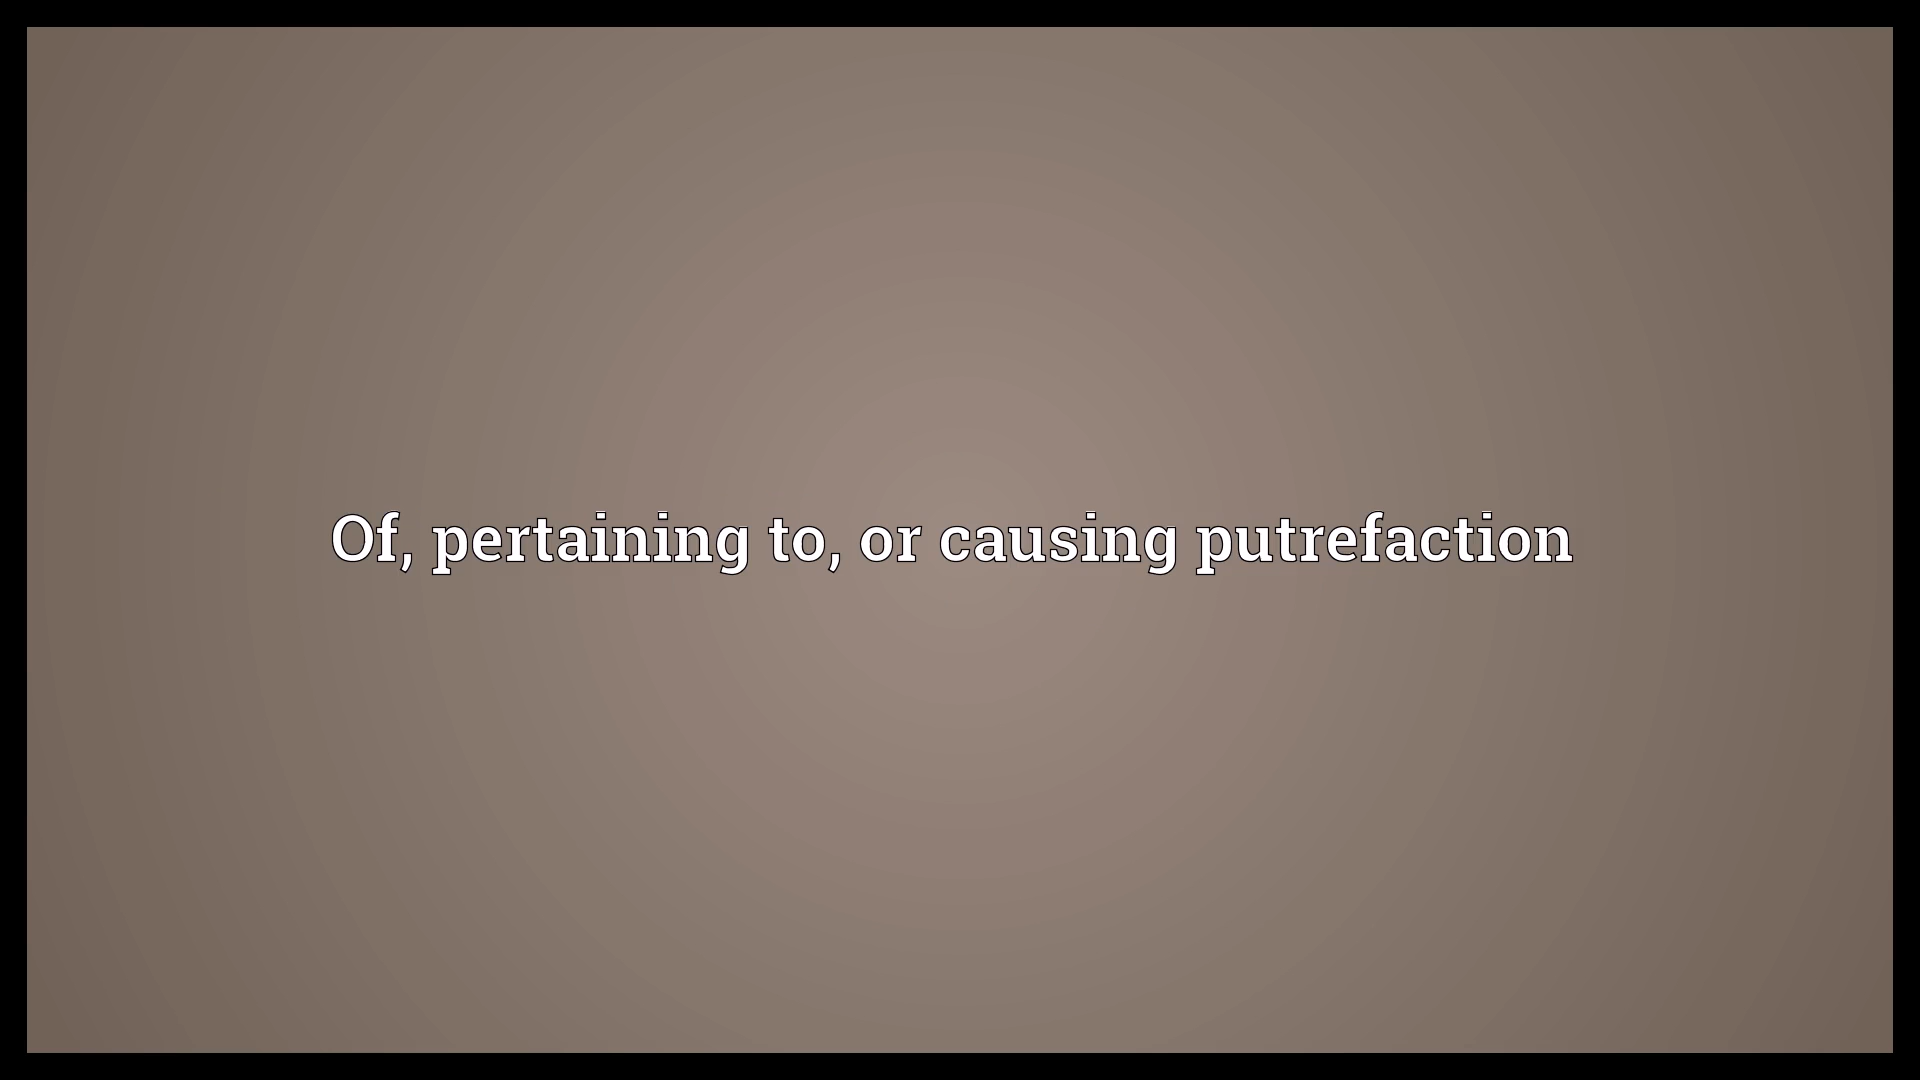 Of, pertaining to, or causing putrefaction